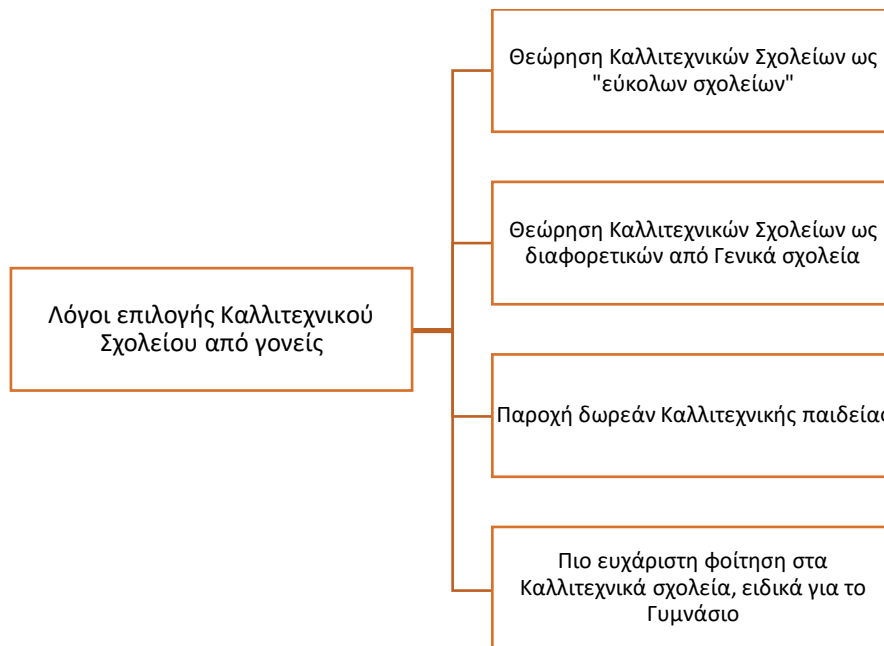 Θεώρηση Καλλιτεχνικών Σχολείων ως
"εύκολων σχολείων"
Θεώρηση Καλλιτεχνικών Σχολείων ως
διαφορετικών από Γενικά σχολεία
Λόγοι επιλογής Καλλιτεχνικού
Σχολείου από γονείς
Παροχή δωρεάν Καλλιτεχνικής παιδείας
Πιο ευχάριστη φοίτηση στα
Καλλιτεχνικά σχολεία, ειδικά για το
Γυμνάσιο